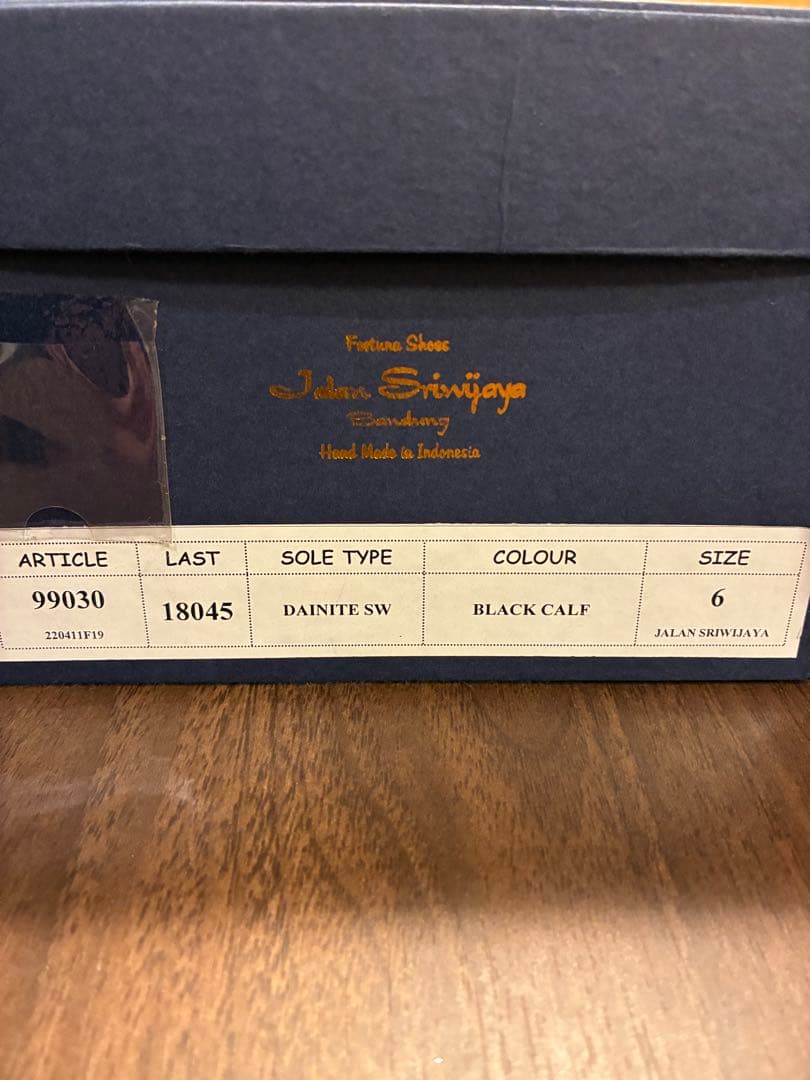 Fortuna Shoes
Jalan Sriwijaya
Bandung
Hand Made in Indonesia
ARTICLE LAST SOLE TYPE COLOUR SIZE
99030 18045 DAINITE SW BLACK CALF 6
220411F19 JALAN SRIWIJAYA